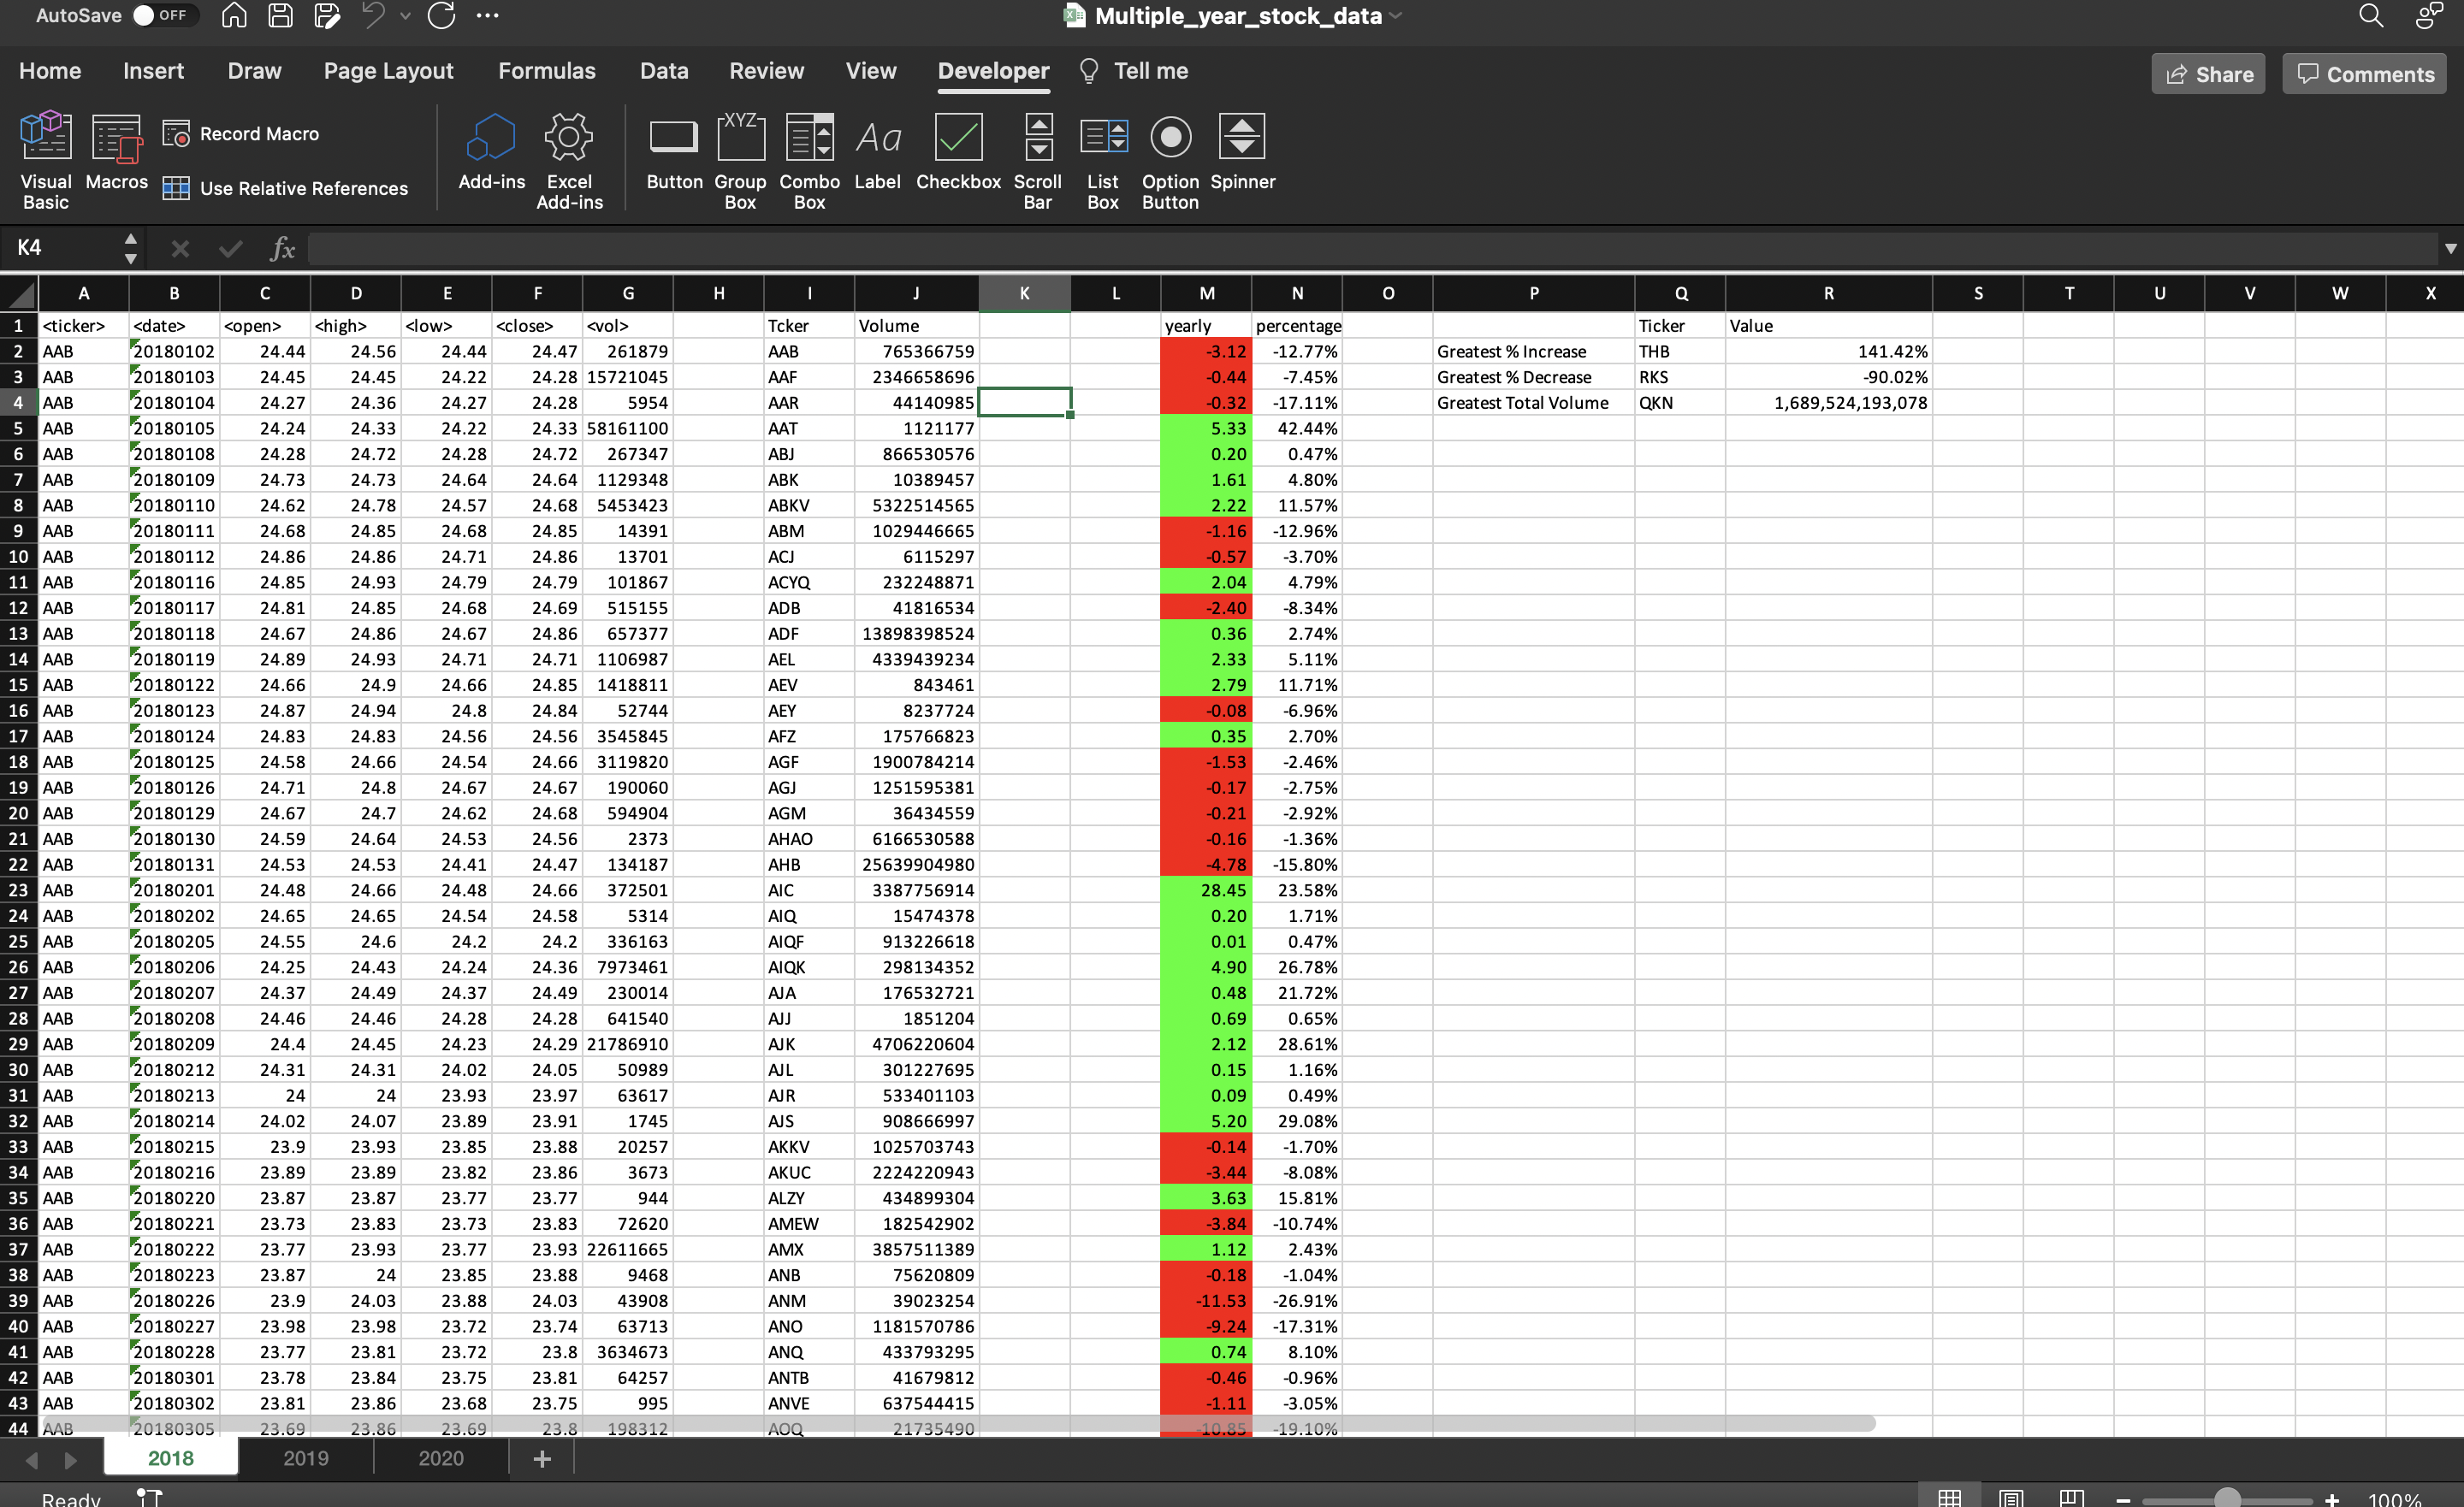 AutoSave OFF Multiple_year_stock_data
Home Insert Draw Page Layout Formulas Data Review View Developer Tell me Share Comments
Visual Basic Macros Record Macro Use Relative References Add-ins Excel Add-ins Button Group Box Combo Box Label Checkbox Scroll Bar List Box Option Button Spinner
K4 fx
A B C D E F G H I J K L M N O P Q R S T U V W X
1 <ticker> <date> <open> <high> <low> <close> <vol> Tcker Volume yearly percentage Ticker Value
2 AAB 20180102 24.44 24.56 24.44 24.47 261879 AAB 765366759 -3.12 -12.77% Greatest % Increase THB 141.42%
3 AAB 20180103 24.45 24.45 24.22 24.28 15721045 AAF 2346658696 -0.44 -7.45% Greatest % Decrease RKS -90.02%
4 AAB 20180104 24.27 24.36 24.27 24.28 5954 AAR 44140985 -0.32 -17.11% Greatest Total Volume QKN 1,689,524,193,078
5 AAB 20180105 24.24 24.33 24.22 24.33 58161100 AAT 1121177 5.33 42.44%
6 AAB 20180108 24.28 24.72 24.28 24.72 267347 ABJ 866530576 0.20 0.47%
7 AAB 20180109 24.73 24.73 24.64 24.64 1129348 ABK 10389457 1.61 4.80%
8 AAB 20180110 24.62 24.78 24.57 24.68 5453423 ABKV 5322514565 2.22 11.57%
9 AAB 20180111 24.68 24.85 24.68 24.85 14391 ABM 1029446665 -1.16 -12.96%
10 AAB 20180112 24.86 24.86 24.71 24.86 13701 ACJ 6115297 -0.57 -3.70%
11 AAB 20180116 24.85 24.93 24.79 24.79 101867 ACYQ 232248871 2.04 4.79%
12 AAB 20180117 24.81 24.85 24.68 24.69 515155 ADB 41816534 -2.40 -8.34%
13 AAB 20180118 24.67 24.86 24.67 24.86 657377 ADF 13898398524 0.36 2.74%
14 AAB 20180119 24.89 24.93 24.71 24.71 1106987 AEL 4339439234 2.33 5.11%
15 AAB 20180122 24.66 24.9 24.66 24.85 1418811 AEV 843461 2.79 11.71%
16 AAB 20180123 24.87 24.94 24.8 24.84 52744 AEY 8237724 -0.08 -6.96%
17 AAB 20180124 24.83 24.83 24.56 24.56 3545845 AFZ 175766823 0.35 2.70%
18 AAB 20180125 24.58 24.66 24.54 24.66 3119820 AGF 1900784214 -1.53 -2.46%
19 AAB 20180126 24.71 24.8 24.67 24.67 190060 AGJ 1251595381 -0.17 -2.75%
20 AAB 20180129 24.67 24.7 24.62 24.68 594904 AGM 36434559 -0.21 -2.92%
21 AAB 20180130 24.59 24.64 24.53 24.56 2373 AHAO 6166530588 -0.16 -1.36%
22 AAB 20180131 24.53 24.53 24.41 24.47 134187 AHB 25639904980 -4.78 -15.80%
23 AAB 20180201 24.48 24.66 24.48 24.66 372501 AIC 3387756914 28.45 23.58%
24 AAB 20180202 24.65 24.65 24.54 24.58 5314 AIQ 15474378 0.20 1.71%
25 AAB 20180205 24.55 24.6 24.2 24.2 336163 AIQF 913226618 0.01 0.47%
26 AAB 20180206 24.25 24.43 24.24 24.36 7973461 AIQK 298134352 4.90 26.78%
27 AAB 20180207 24.37 24.49 24.37 24.49 230014 AJA 176532721 0.48 21.72%
28 AAB 20180208 24.46 24.46 24.28 24.28 641540 AJJ 1851204 0.69 0.65%
29 AAB 20180209 24.4 24.45 24.23 24.29 21786910 AJK 4706220604 2.12 28.61%
30 AAB 20180212 24.31 24.31 24.02 24.05 50989 AJL 301227695 0.15 1.16%
31 AAB 20180213 24 24 23.93 23.97 63617 AJR 533401103 0.09 0.49%
32 AAB 20180214 24.02 24.07 23.89 23.91 1745 AJS 908666997 5.20 29.08%
33 AAB 20180215 23.9 23.93 23.85 23.88 20257 AKKV 1025703743 -0.14 -1.70%
34 AAB 20180216 23.89 23.89 23.82 23.86 3673 AKUC 2224220943 -3.44 -8.08%
35 AAB 20180220 23.87 23.87 23.77 23.77 944 ALZY 434899304 3.63 15.81%
36 AAB 20180221 23.73 23.83 23.73 23.83 72620 AMEW 182542902 -3.84 -10.74%
37 AAB 20180222 23.77 23.93 23.77 23.93 22611665 AMX 3857511389 1.12 2.43%
38 AAB 20180223 23.87 24 23.85 23.88 9468 ANB 75620809 -0.18 -1.04%
39 AAB 20180226 23.9 24.03 23.88 24.03 43908 ANM 39023254 -11.53 -26.91%
40 AAB 20180227 23.98 23.98 23.72 23.74 63713 ANO 1181570786 -9.24 -17.31%
41 AAB 20180228 23.77 23.81 23.72 23.8 3634673 ANQ 433793295 0.74 8.10%
42 AAB 20180301 23.78 23.84 23.75 23.81 64257 ANTB 41679812 -0.46 -0.96%
43 AAB 20180302 23.81 23.86 23.68 23.75 995 ANVE 637544415 -1.11 -3.05%
44 AAB 20180305 23.69 23.86 23.69 23.8 198312 AOQ 21735490 -10.85 -19.10%
2018 2019 2020
Ready 100%